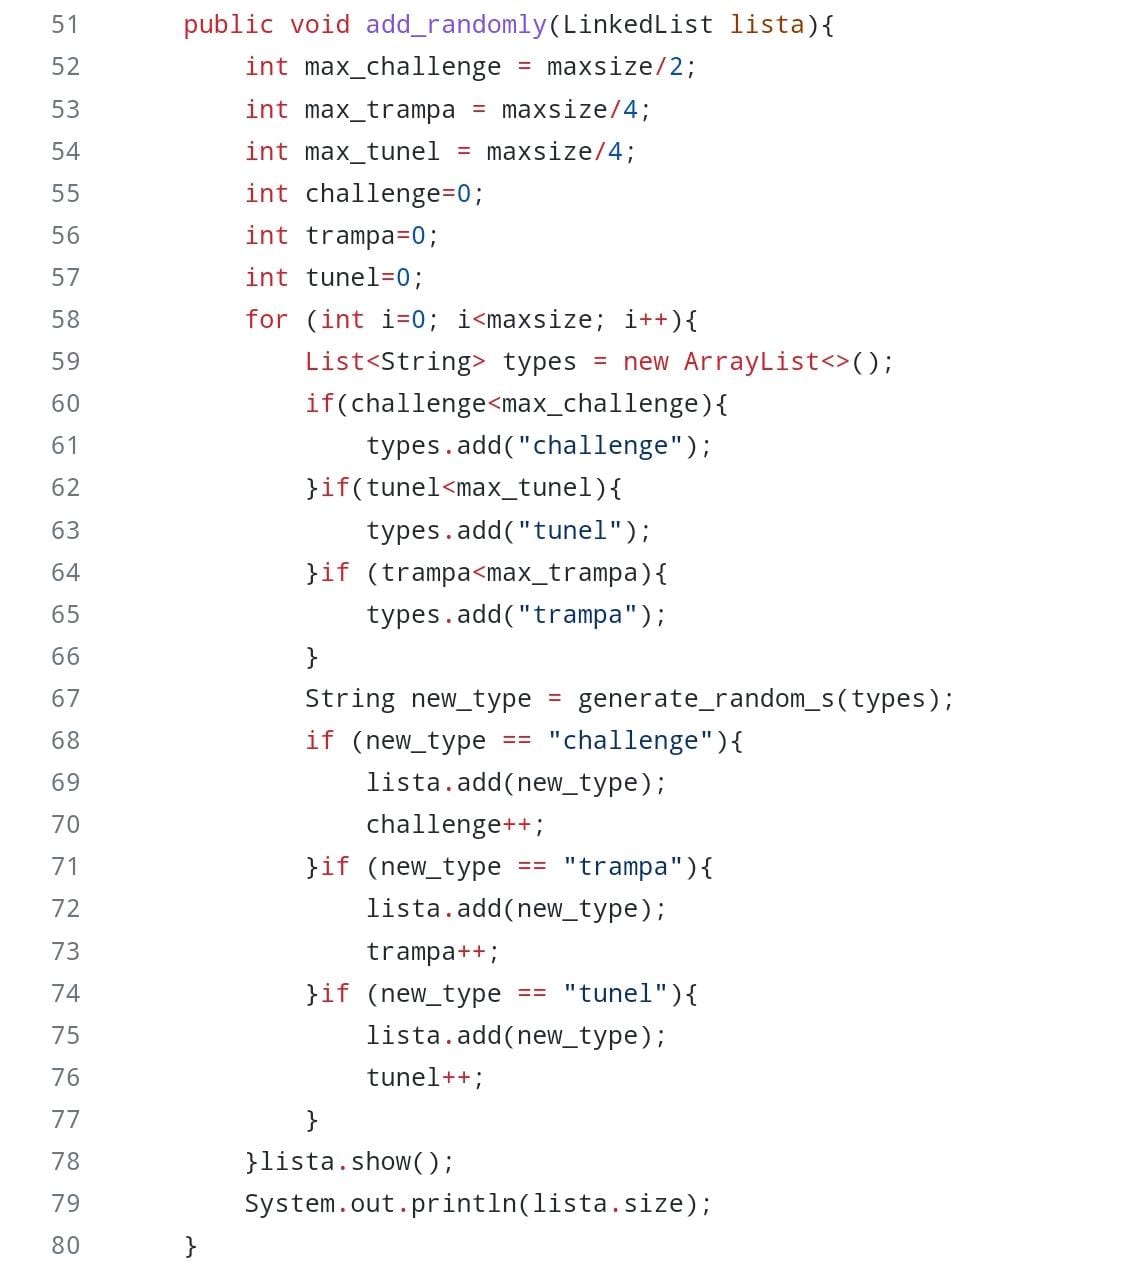 51 public void add_randomly(LinkedList lista){
52 int max_challenge = maxsize/2;
53 int max_trampa = maxsize/4;
54 int max_tunel = maxsize/4;
55 int challenge=0;
56 int trampa=0;
57 int tunel=0;
58 for (int i=0; i<maxsize; i++){
59 List<String> types = new ArrayList<>();
60 if(challenge<max_challenge){
61 types.add("challenge");
62 }if(tunel<max_tunel){
63 types.add("tunel");
64 }if (trampa<max_trampa){
65 types.add("trampa");
66 }
67 String new_type = generate_random_s(types);
68 if (new_type == "challenge"){
69 lista.add(new_type);
70 challenge++;
71 }if (new_type == "trampa"){
72 lista.add(new_type);
73 trampa++;
74 }if (new_type == "tunel"){
75 lista.add(new_type);
76 tunel++;
77 }
78 }lista.show();
79 System.out.println(lista.size);
80 }